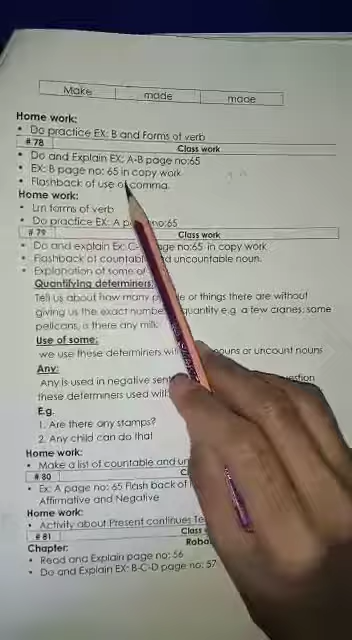 Make made made
Home work:
• Do practice EX: B and Forms of verb
# 78 Class work
• Do and Explain EX: A-B page no:65
• EX: B page no: 65 in copy work
• Flashback of use of comma.
Home work:
• Lrn forms of verb
• Do practice EX: A no:65
# 79 Class work
• Do and explain Ex: C- no:65 in copy work
• Flashback of and uncountable noun.
• Explanation of some or
Quantifying determiners:
Tell us about how many or things there are without
giving us the exact quantity e.g. a few cranes, some
pelicans, is there any milk
Use of some:
we use these determiners nouns or uncount nouns
Any:
Any is used in negative
these determiners used
E.g.
1. Are there any stamps?
2. Any child can do that
Home work:
• Make a list of countable and
# 80
• Ex: A page no: 65 Flash back of
Affirmative and Negative
Home work:
• Activity about Present continues
# 81 Class
Chapter:
• Read and Explain page no: 56
• Do and Explain EX: B-C-D page no: 57